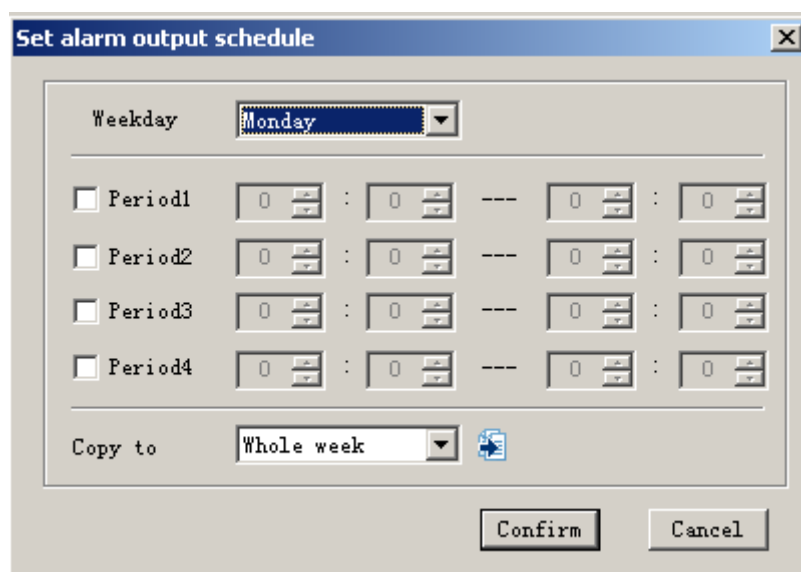 Set alarm output schedule
Weekday Monday
Period1 0 : 0 --- 0 : 0
Period2 0 : 0 --- 0 : 0
Period3 0 : 0 --- 0 : 0
Period4 0 : 0 --- 0 : 0
Copy to Whole week
Confirm Cancel